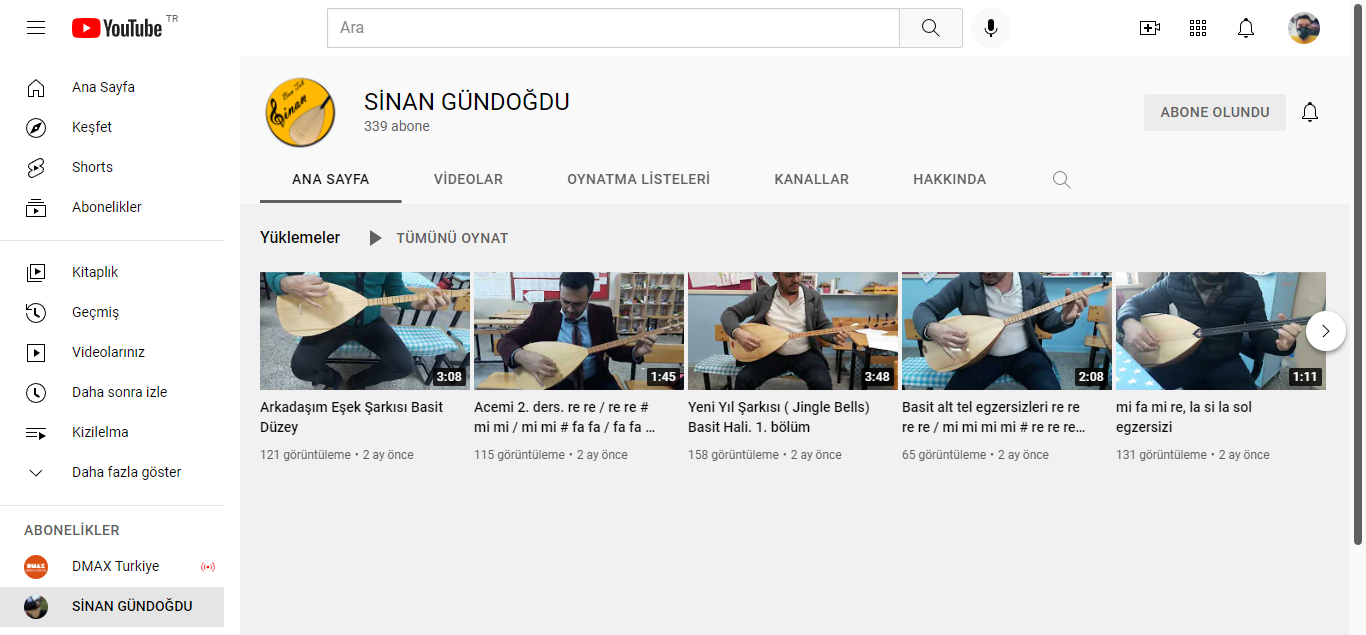 YouTube TR
Ara
Ana Sayfa
Keşfet
Shorts
Abonelikler
Kitaplık
Geçmiş
Videolarınız
Daha sonra izle
Kizilelma
Daha fazla göster
ABONELİKLER
DMAX Turkiye
SİNAN GÜNDOĞDU
Sinan
SİNAN GÜNDOĞDU
339 abone
ABONE OLUNDU
ANA SAYFA
VİDEOLAR
OYNATMA LİSTELERİ
KANALLAR
HAKKINDA
Yüklemeler
TÜMÜNÜ OYNAT
3:08
Arkadaşım Eşek Şarkısı Basit
Düzey
121 görüntüleme • 2 ay önce
1:45
Acemi 2. ders. re re / re re #
mi mi / mi mi # fa fa / fa fa ...
115 görüntüleme • 2 ay önce
3:48
Yeni Yıl Şarkısı ( Jingle Bells)
Basit Hali. 1. bölüm
158 görüntüleme • 2 ay önce
2:08
Basit alt tel egzersizleri re re
re re / mi mi mi mi # re re re...
65 görüntüleme • 2 ay önce
1:11
mi fa mi re, la si la sol
egzersizi
131 görüntüleme • 2 ay önce